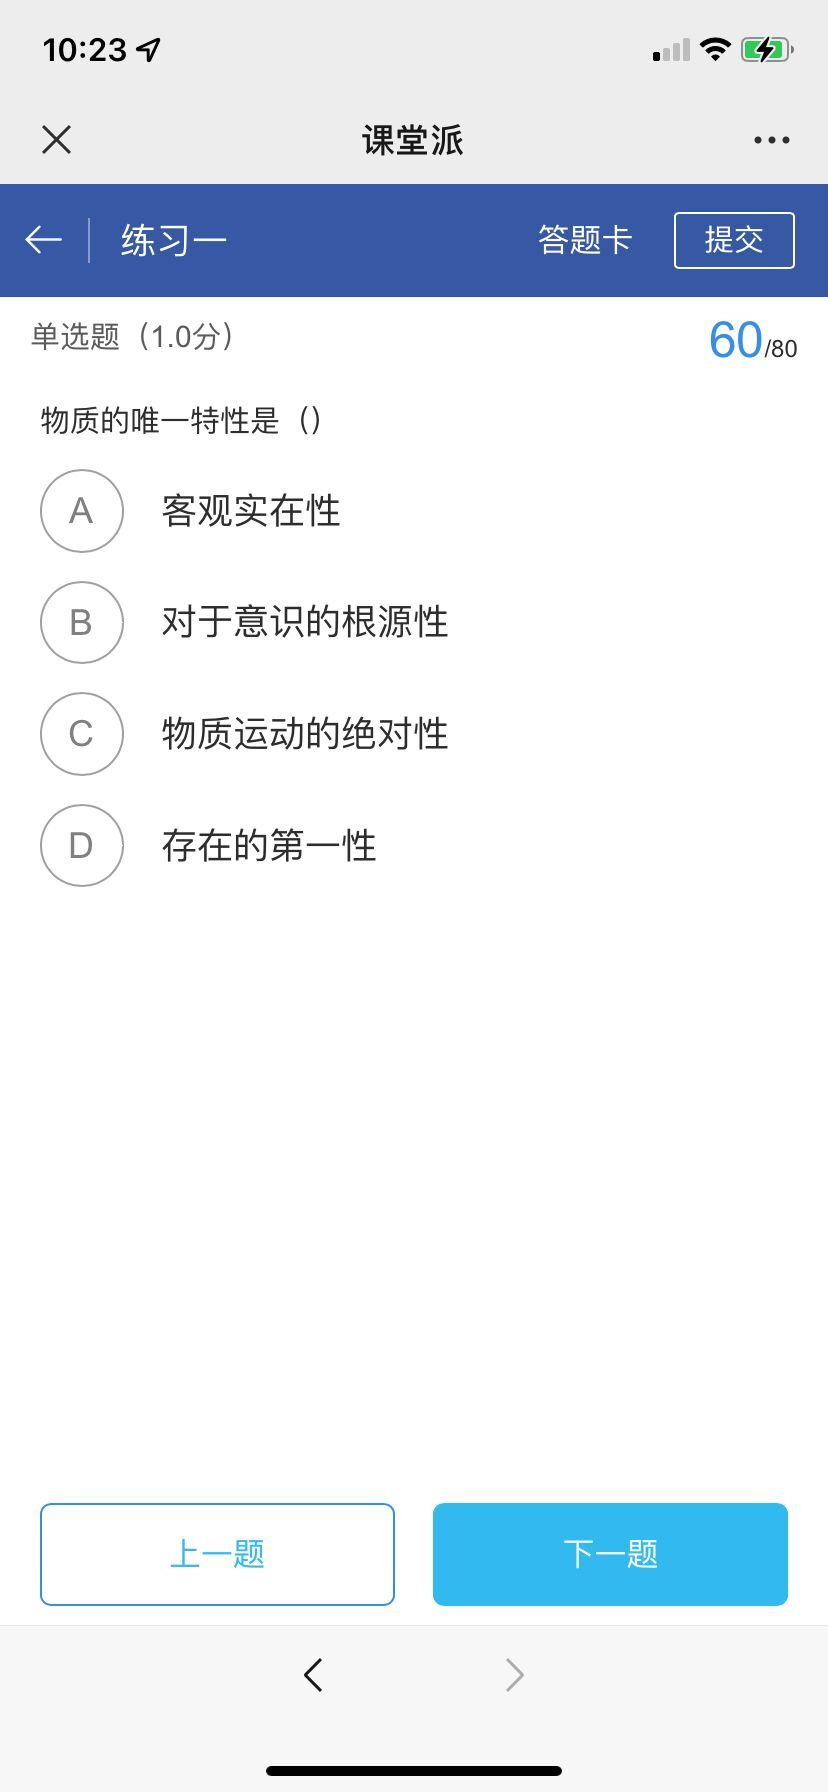 10:23
课堂派
练习一 答题卡 提交
单选题（1.0分） 60/80
物质的唯一特性是（）
A 客观实在性
B 对于意识的根源性
C 物质运动的绝对性
D 存在的第一性
上一题 下一题